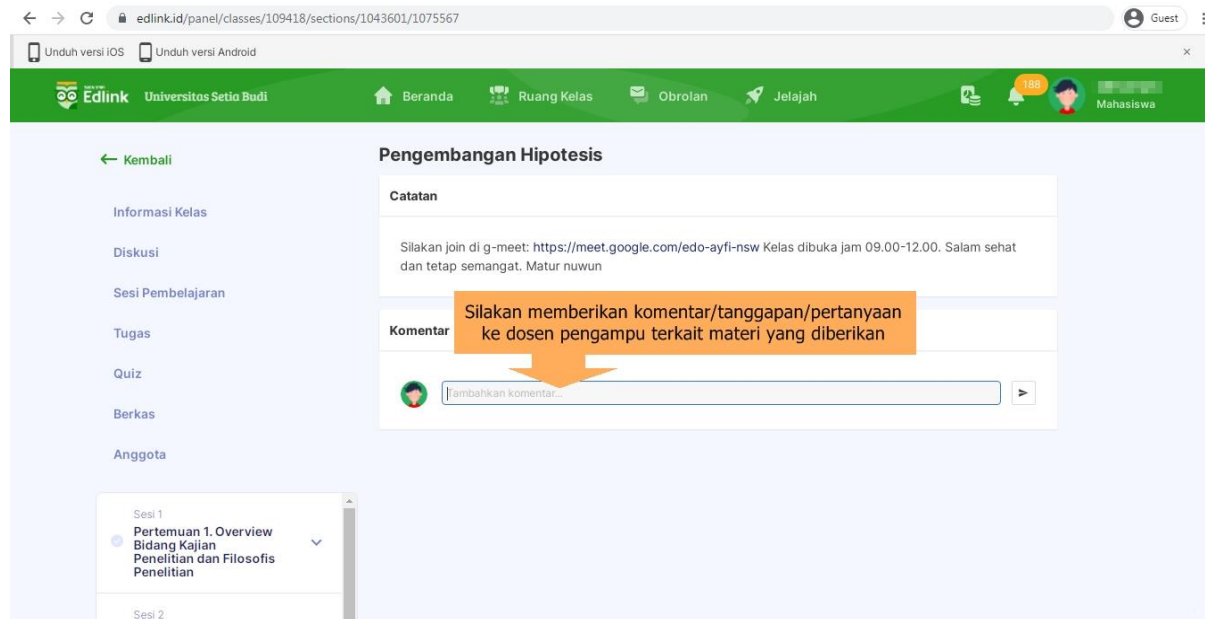 edlink.id/panel/classes/109418/sections/1043601/1075567
Guest
Unduh versi iOS Unduh versi Android
Edlink Universitas Setia Budi Beranda Ruang Kelas Obrolan Jelajah 188
Mahasiswa
Kembali
Informasi Kelas
Diskusi
Sesi Pembelajaran
Tugas
Quiz
Berkas
Anggota
Sesi 1
Pertemuan 1. Overview
Bidang Kajian
Penelitian dan Filosofis
Penelitian
Sesi 2
Pengembangan Hipotesis
Catatan
Silakan join di g-meet: https://meet.google.com/edo-ayfi-nsw Kelas dibuka jam 09.00-12.00. Salam sehat
dan tetap semangat. Matur nuwun
Komentar
Silakan memberikan komentar/tanggapan/pertanyaan
ke dosen pengampu terkait materi yang diberikan
Tambahkan komentar...